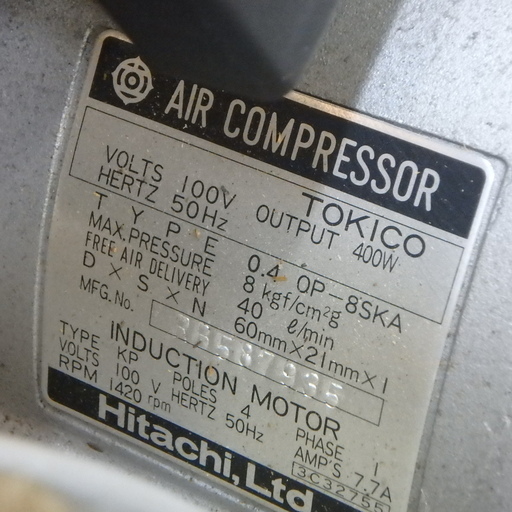 AIR COMPRESSOR
TOKICO
VOLTS 100V OUTPUT 400W
HERTZ 50Hz
TYPE 0.4 OP-8SKA
MAX.PRESSURE 8 kgf/cm²g
FREE AIR DELIVERY 40 ℓ/min
D×S×N 60mm×21mm×1
MFG. No.
INDUCTION MOTOR
TYPE KP POLES 4 PHASE 1
VOLTS 100 V HERTZ 50Hz AMP'S 7.7A
RPM 1420 rpm 3C32755
Hitachi, Ltd